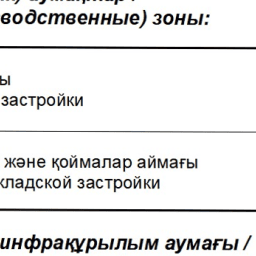 водственные) зоны:
ы
застройки
және қоймалар аймағы
кладской застройки
инфрақұрылым аумағы /